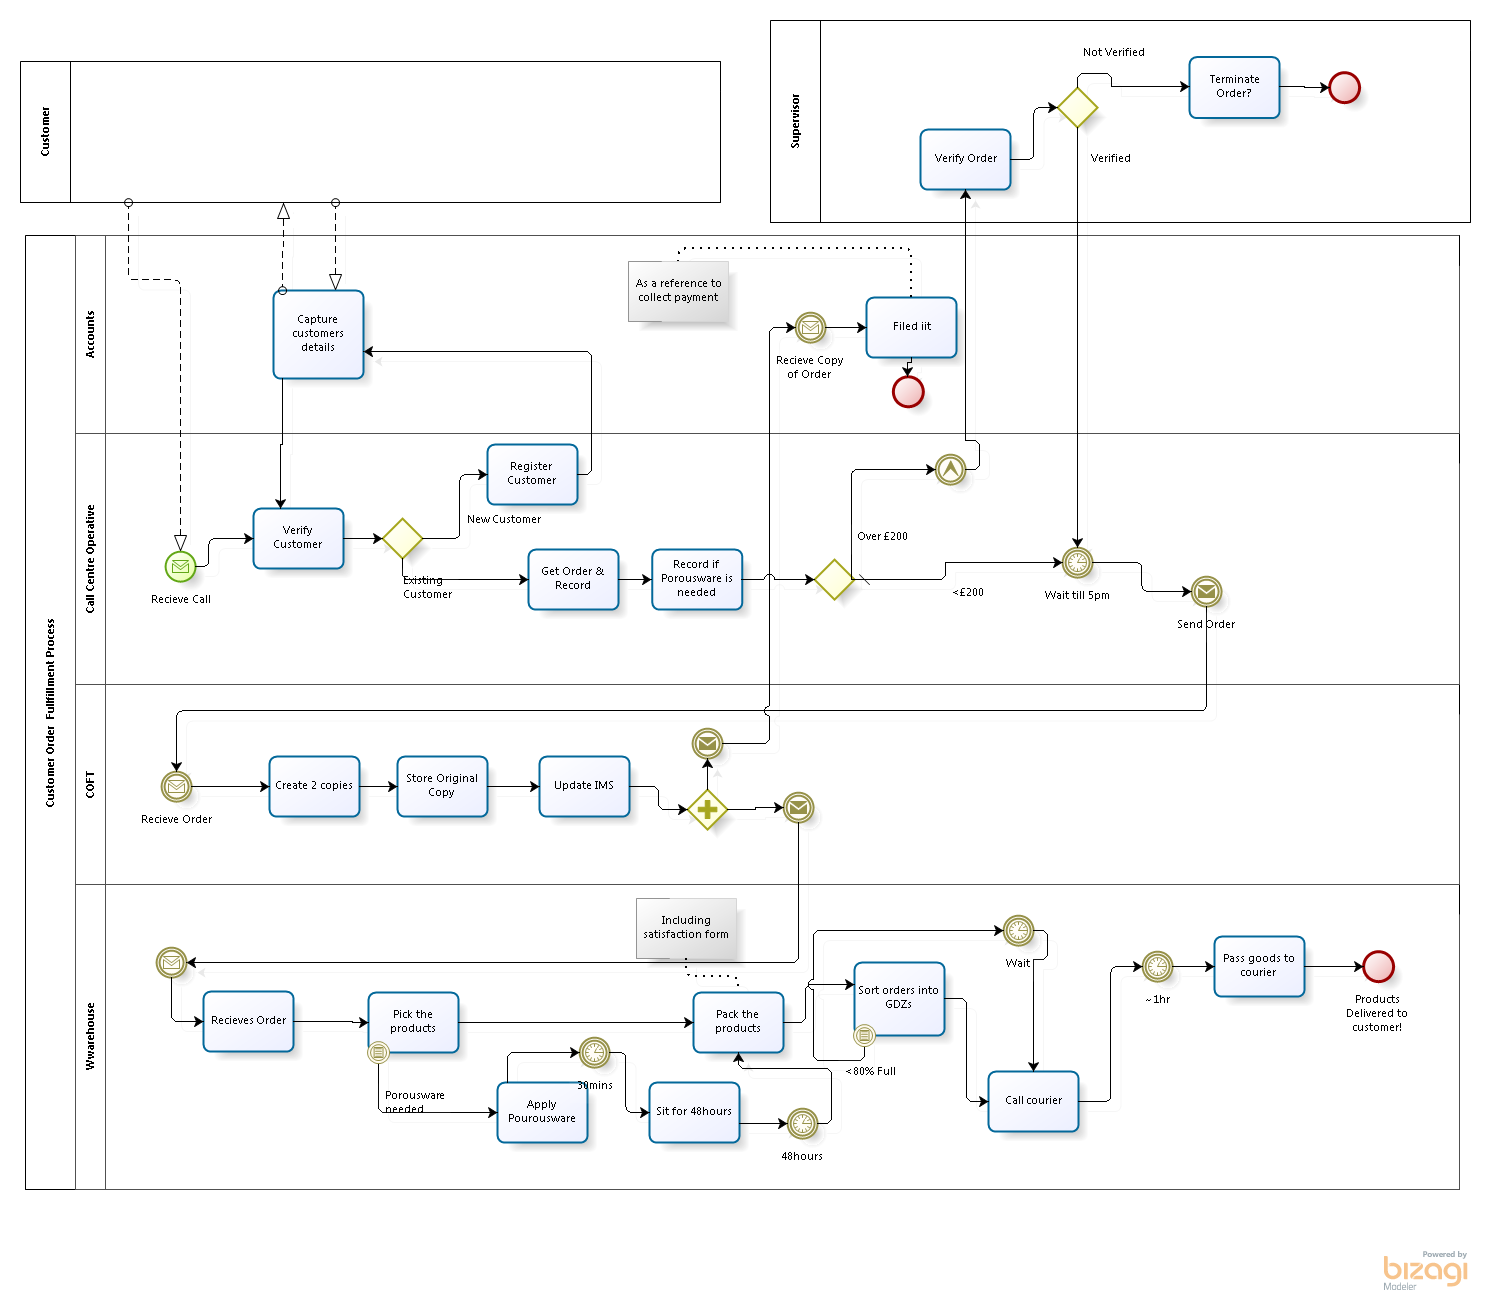 Customer
Supervisor
Not Verified
Terminate
Order?
Verify Order
Verified
Customer Order Fullfillment Process
Accounts
Capture
customers
details
As a reference to
collect payment
Filed iit
Recieve Copy
of Order
Call Centre Operative
Register
Customer
New Customer
Verify
Customer
Recieve Call
Existing
Customer
Get Order &
Record
Record if
Porousware is
needed
Over £200
<£200
Wait till 5pm
Send Order
COFT
Recieve Order
Create 2 copies
Store Original
Copy
Update IMS
Wwarehouse
Including
satisfaction form
Recieves Order
Pick the
products
Pack the
products
Porousware
needed
Apply
Pourousware
30mins
Sit for 48hours
48hours
Sort orders into
GDZs
<80% Full
Wait
Call courier
~1hr
Pass goods to
courier
Products
Delivered to
customer!
Powered by
bizagi
Modeler